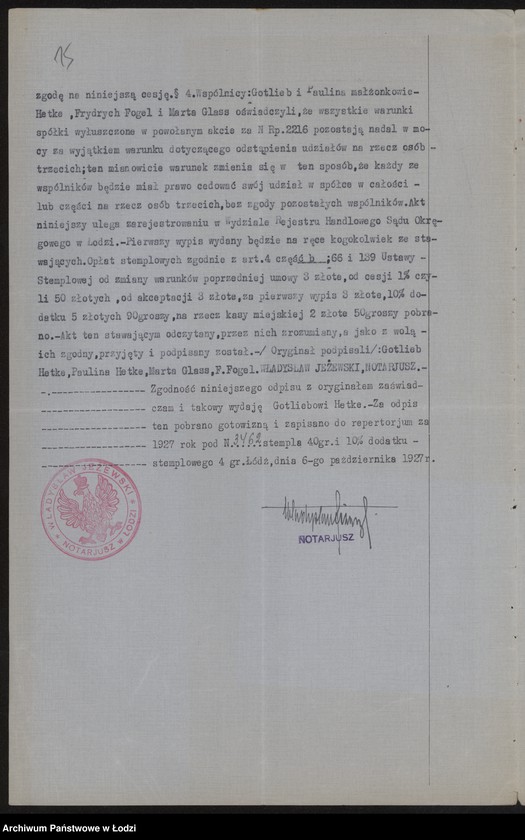 15
zgodę na niniejszą cesję.§ 4.Wspólnicy:Gotlieb i Paulina małżonkowie-
Hetke ,Frydrych Fogel i Marta Glass oświadczyli,że wszystkie warunki
spółki wyłuszczone w powołanym akcie za N Rp.2216 pozostają nadal w mo-
cy za wyjątkiem warunku dotyczącego odstąpienia udziałów na rzecz osób -
trzecich;ten mianowicie warunek zmienia się w ten sposób,że każdy ze
wspólników będzie miał prawo cedować swój udział w spółce w całości -
lub części na rzecz osób trzecich,bez zgody pozostałych wspólników.Akt
niniejszy ulega zarejestrowaniu w Wydziale Rejestru Handlowego Sądu Okrę-
gowego w Łodzi.-Pierwszy wypis wydany będzie na ręce kogokolwiek ze sta-
wających.Opłat stemplowych zgodnie z art.4 część b ;66 i 139 Ustawy -
Stemplowej od zmiany warunków poprzedniej umowy 3 złote,od cesji 1% czy-
li 50 złotych ,od akceptacji 3 złote,za pierwszy wypis 3 złote,10% do-
datku 5 złotych 90groszy,na rzecz kasy miejskiej 2 złote 50groszy pobra-
no.-Akt ten stawającym odczytany,przez nich zrozumiany,a jako z wolą -
ich zgodny,przyjęty i podpisany został.-/ Oryginał podpisali/:Gotlieb
Hetke,Paulina Hetke,Marta Glass,F.Fogel.WŁADYSŁAW JEŻEWSKI,NOTARJUSZ.-
-.---------------- Zgodność niniejszego odpisu z oryginałem zaświad-
------------------ czam i takowy wydaję Gotliebowi Hetke.-Za odpis
------------------ ten pobrano gotowizną i zapisano do repertorjum za
------------------ 1927 rok pod N.3462 stempla 40gr.i 10% dodatku -
------------------ stemplowego 4 gr.Łódź,dnia 6-go października 1927r.
WŁADYSŁAW JEŻEWSKI
NOTARJUSZ w ŁODZI
NOTARJUSZ
Archiwum Państwowe w Łodzi